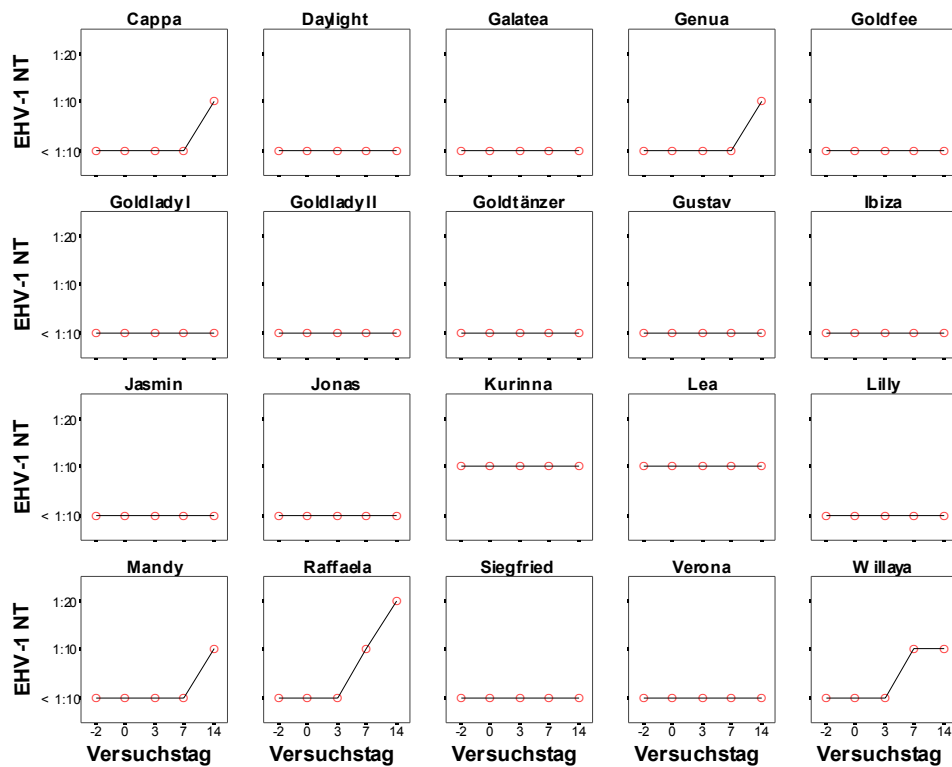 Cappa Daylight Galatea Genua Goldfee
EHV-1 NT
1:20
1:10
< 1:10
Goldlady I Goldlady II Goldtänzer Gustav Ibiza
EHV-1 NT
1:20
1:10
< 1:10
Jasmin Jonas Kurinna Lea Lilly
EHV-1 NT
1:20
1:10
< 1:10
Mandy Raffaela Siegfried Verona Willaya
EHV-1 NT
1:20
1:10
< 1:10
-2 0 3 7 14 -2 0 3 7 14 -2 0 3 7 14 -2 0 3 7 14 -2 0 3 7 14
Versuchstag Versuchstag Versuchstag Versuchstag Versuchstag